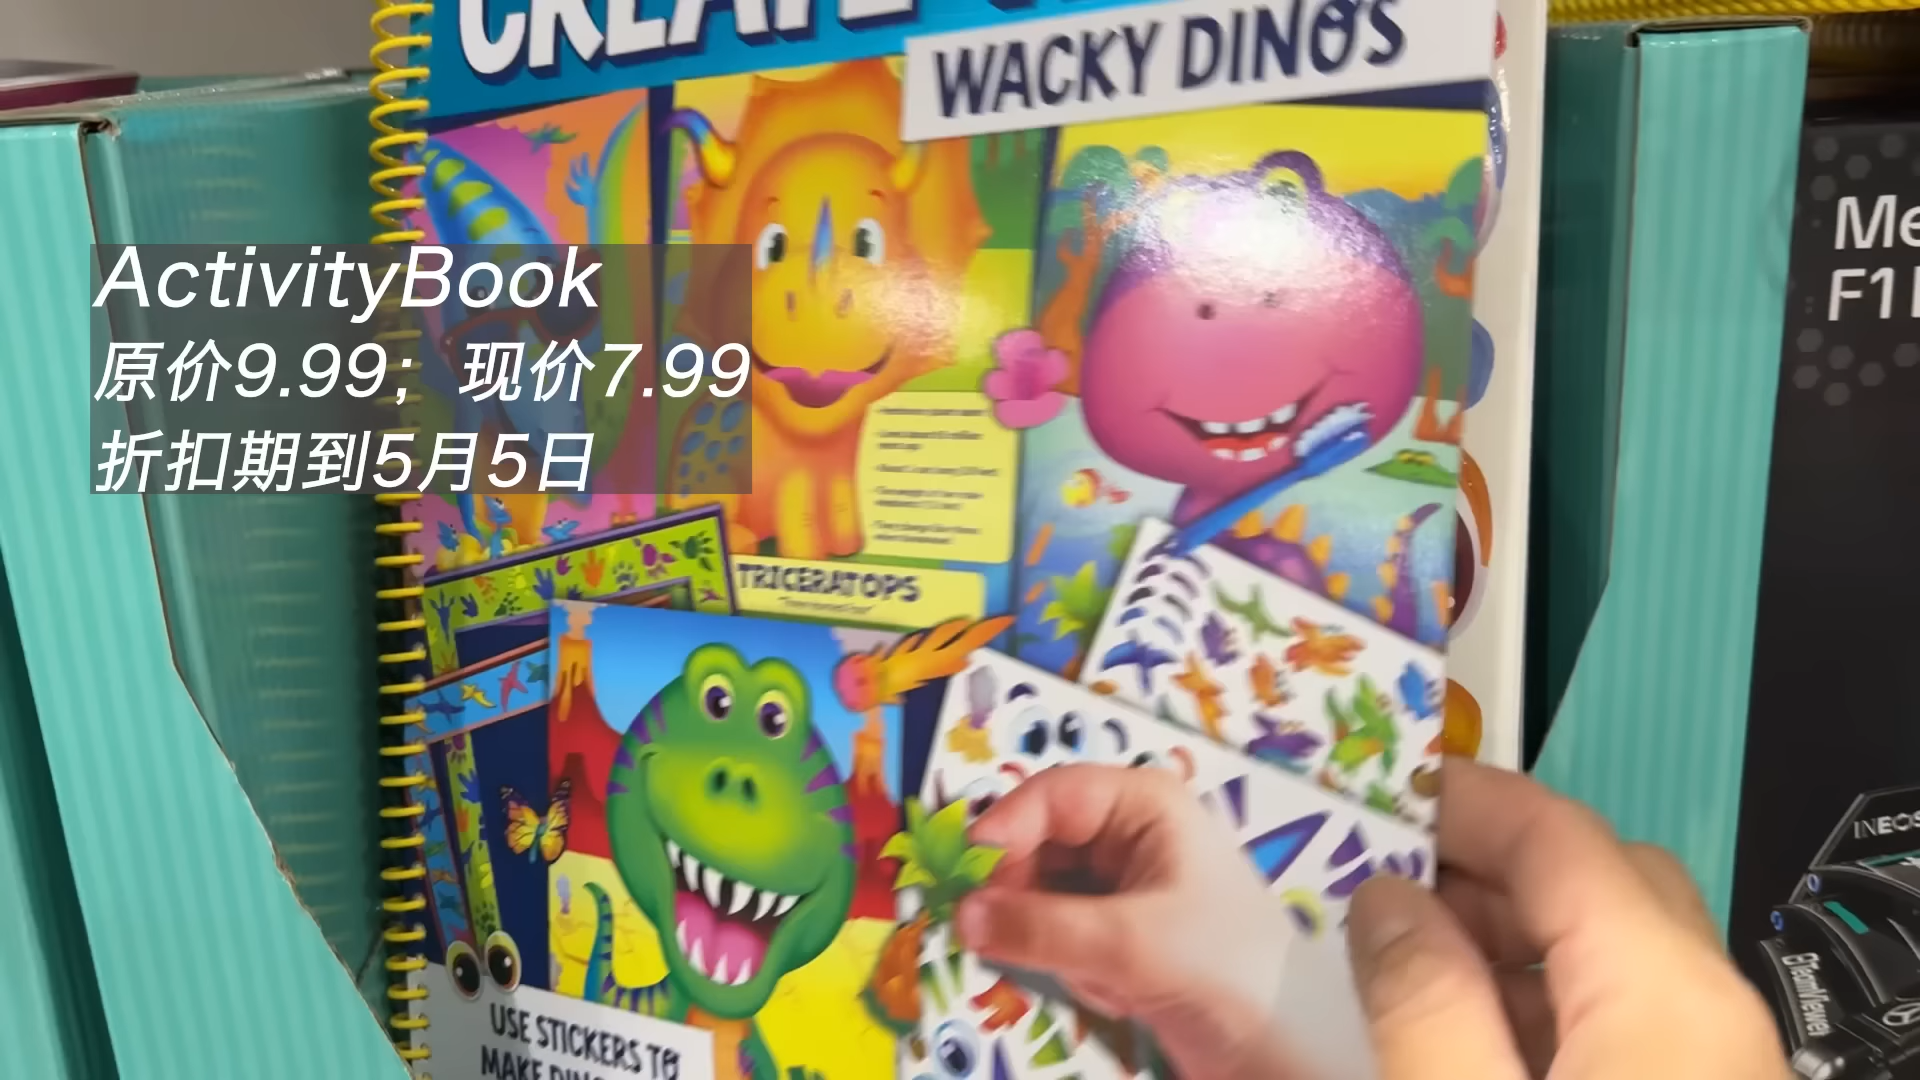 WACKY DINOS
ActivityBook
原价9.99；现价7.99
折扣期到5月5日
TRICERATOPS
USE STICKERS TO
F1
INEOS
TeamViewer